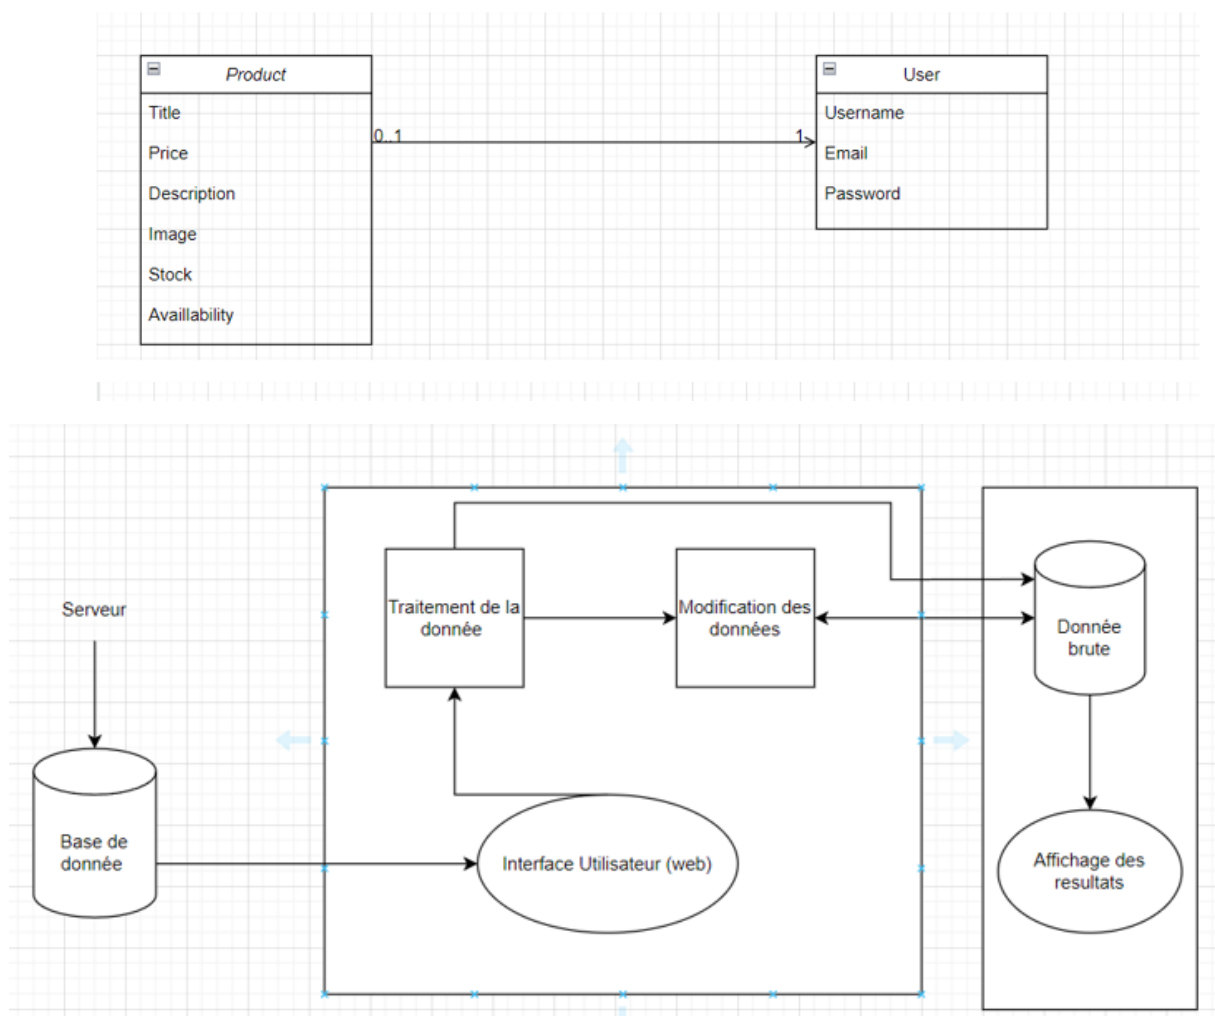 Product
Title
Price
Description
Image
Stock
Availlability
0..1
1
User
Username
Email
Password
Serveur
Base de
donnée
Traitement de la
donnée
Modification des
données
Interface Utilisateur (web)
Donnée
brute
Affichage des
resultats